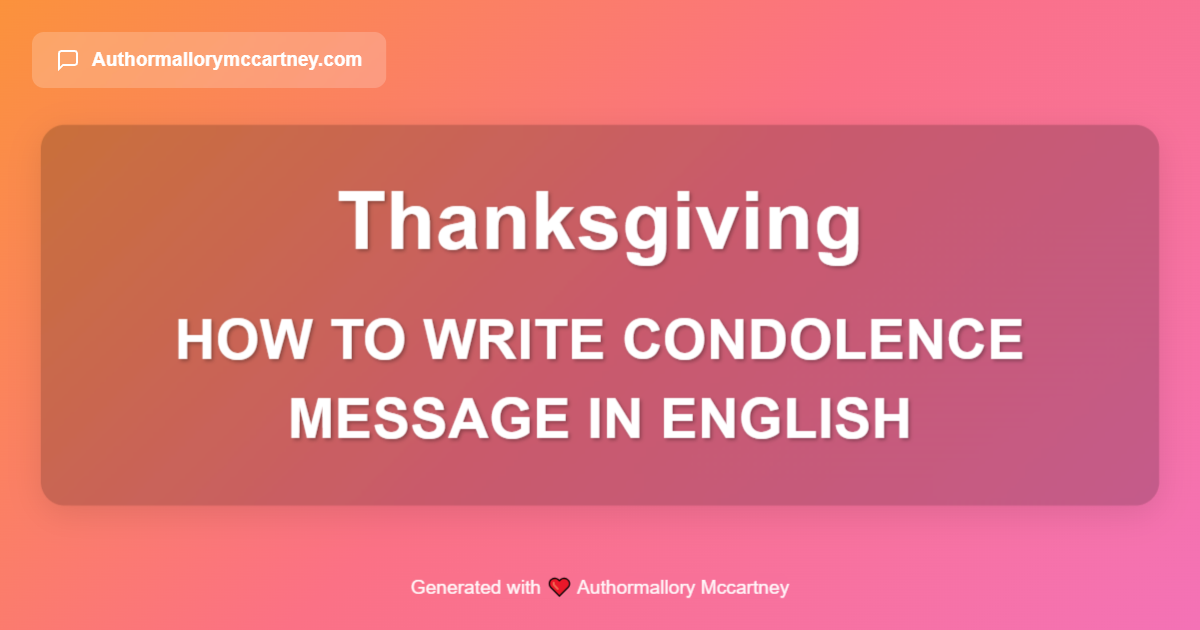 Authormallorymccartney.com
Thanksgiving
HOW TO WRITE CONDOLENCE
MESSAGE IN ENGLISH
Generated with ❤️ Authormallory Mccartney